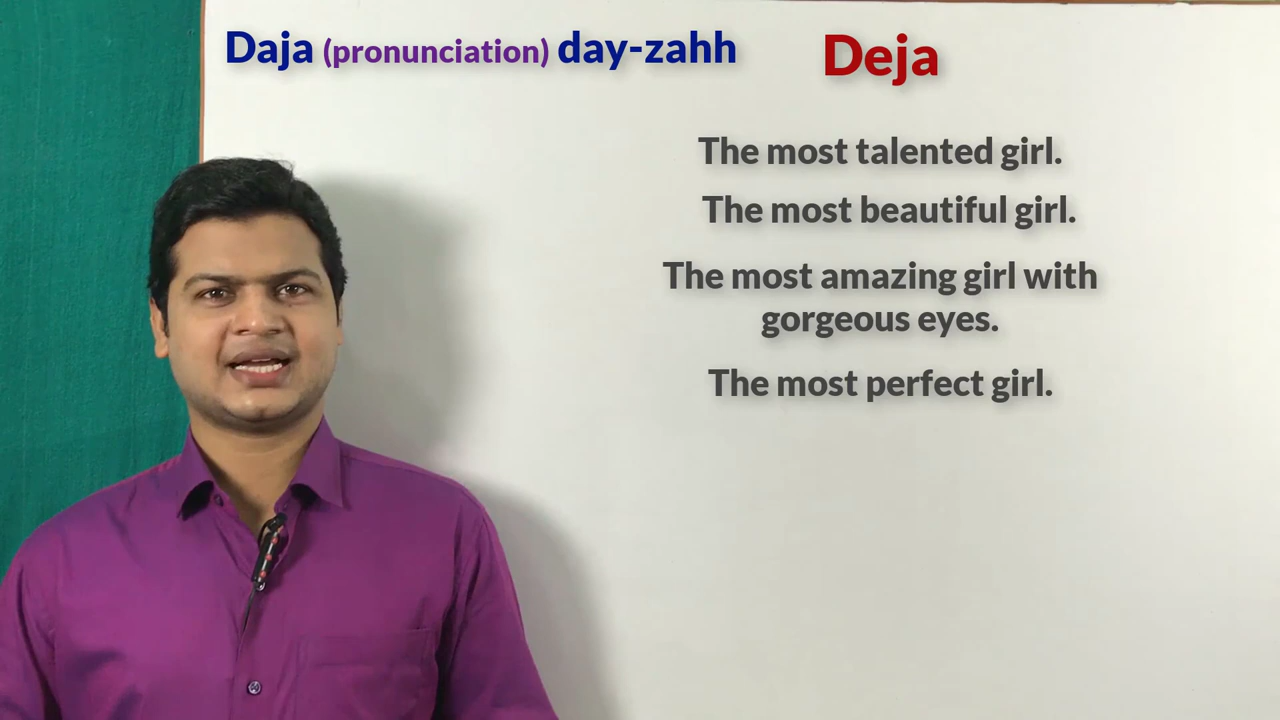 Daja (pronunciation) day-zahh
Deja
The most talented girl.
The most beautiful girl.
The most amazing girl with
gorgeous eyes.
The most perfect girl.